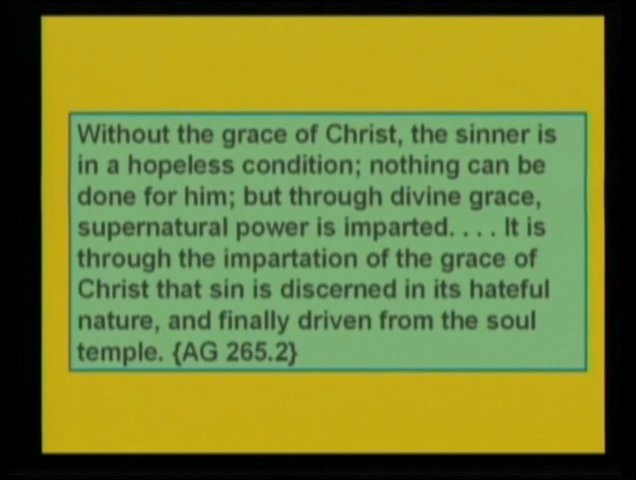 Without the grace of Christ, the sinner is
in a hopeless condition; nothing can be
done for him; but through divine grace,
supernatural power is imparted. . . . It is
through the impartation of the grace of
Christ that sin is discerned in its hateful
nature, and finally driven from the soul
temple. {AG 265.2}